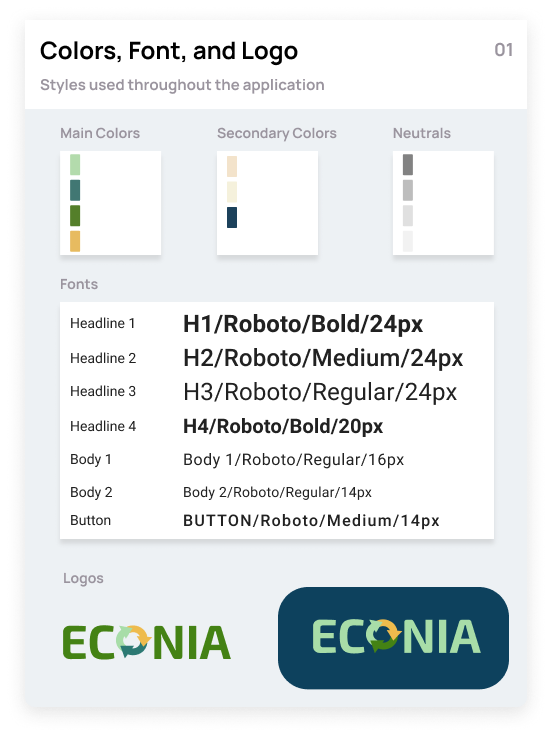 Colors, Font, and Logo
01
Styles used throughout the application
Main Colors
Secondary Colors
Neutrals
Fonts
Headline 1 H1/Roboto/Bold/24px
Headline 2 H2/Roboto/Medium/24px
Headline 3 H3/Roboto/Regular/24px
Headline 4 H4/Roboto/Bold/20px
Body 1 Body 1/Roboto/Regular/16px
Body 2 Body 2/Roboto/Regular/14px
Button BUTTON/Roboto/Medium/14px
Logos
ECONIA
ECONIA